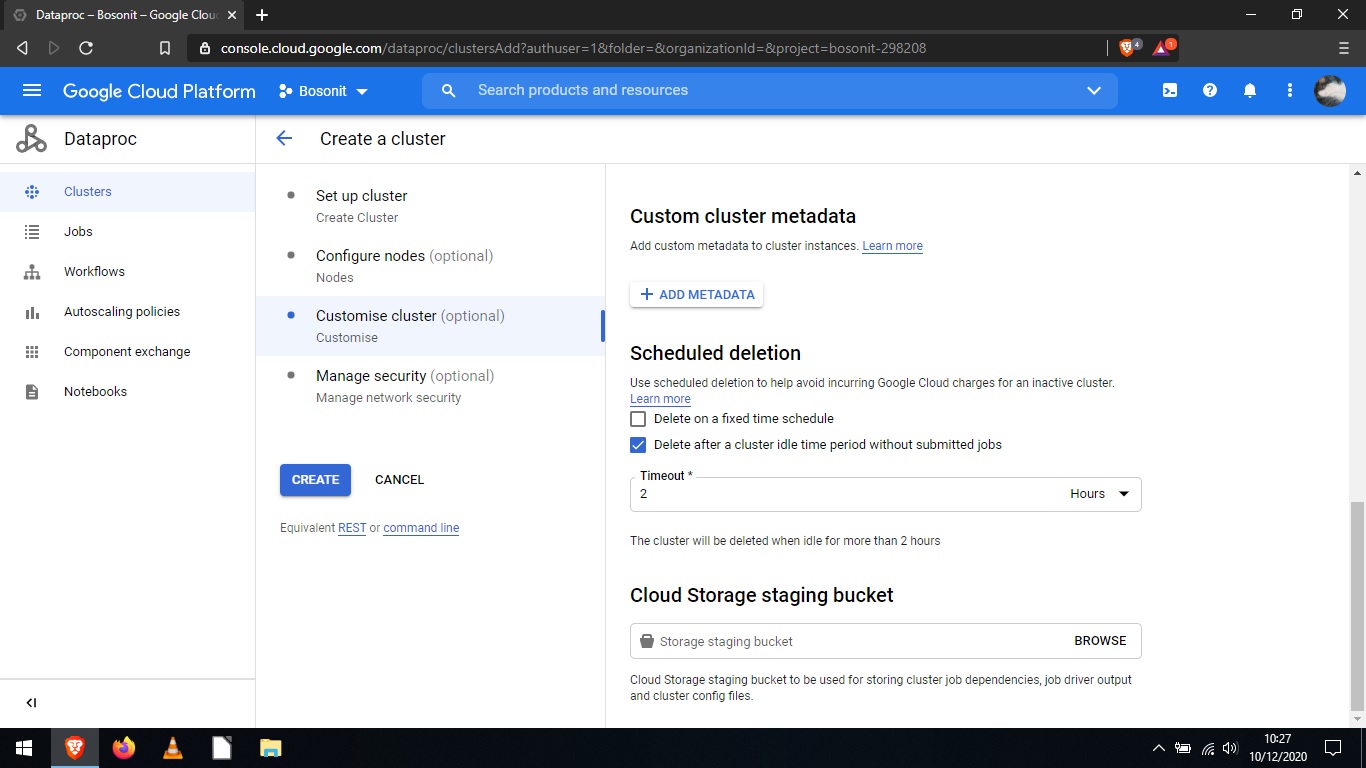 Dataproc – Bosonit – Google Clou
console.cloud.google.com/dataproc/clustersAdd?authuser=1&folder=&organizationId=&project=bosonit-298208
4
1
Google Cloud Platform
Bosonit
Search products and resources
Dataproc
Create a cluster
Clusters
Jobs
Workflows
Autoscaling policies
Component exchange
Notebooks
Set up cluster
Create Cluster
Configure nodes (optional)
Nodes
Customise cluster (optional)
Customise
Manage security (optional)
Manage network security
CREATE
CANCEL
Equivalent REST or command line
Custom cluster metadata
Add custom metadata to cluster instances. Learn more
ADD METADATA
Scheduled deletion
Use scheduled deletion to help avoid incurring Google Cloud charges for an inactive cluster.
Learn more
Delete on a fixed time schedule
Delete after a cluster idle time period without submitted jobs
Timeout *
2
Hours
The cluster will be deleted when idle for more than 2 hours
Cloud Storage staging bucket
Storage staging bucket
BROWSE
Cloud Storage staging bucket to be used for storing cluster job dependencies, job driver output
and cluster config files.
10:27
10/12/2020